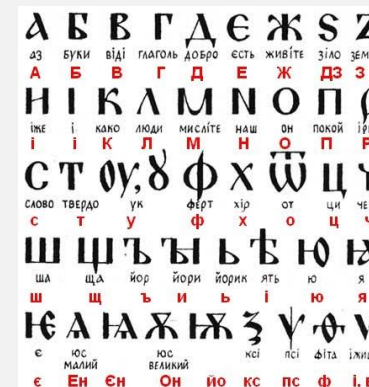 А Б В Г Д Є Ж Ѕ
аз буки віді глаголь добро єсть живіте зіло
А Б В Г Д Е Ж ДЗ З
Н І К Л М N О П
іже і како люди мисліте наш он покой
і і К Л М Н О П
С Т Ѹ, Ꙋ Ф Х Ѿ Ц
слово твердо ук ферт хір от ци
с т у ф х о ц
Ш Щ Ъ Ꙑ Ь Ѣ Ю
ша ща йор йори йорик ять ю я
ш щ ъ и ь і ю я
Ѥ Ѧ Ѩ Ѫ Ѭ Ѯ Ѱ Ѳ Ѵ
є юс малий юс великий ксі псі фіта
є Ен Єн Он йо кс пс ф і,